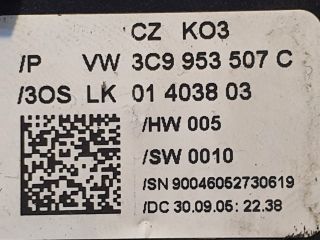 CZ KO3
/P VW 3C9 953 507 C
/3OS LK 01 4038 03
/HW 005
/SW 0010
/SN 90046052730619
/DC 30.09.05: 22.38